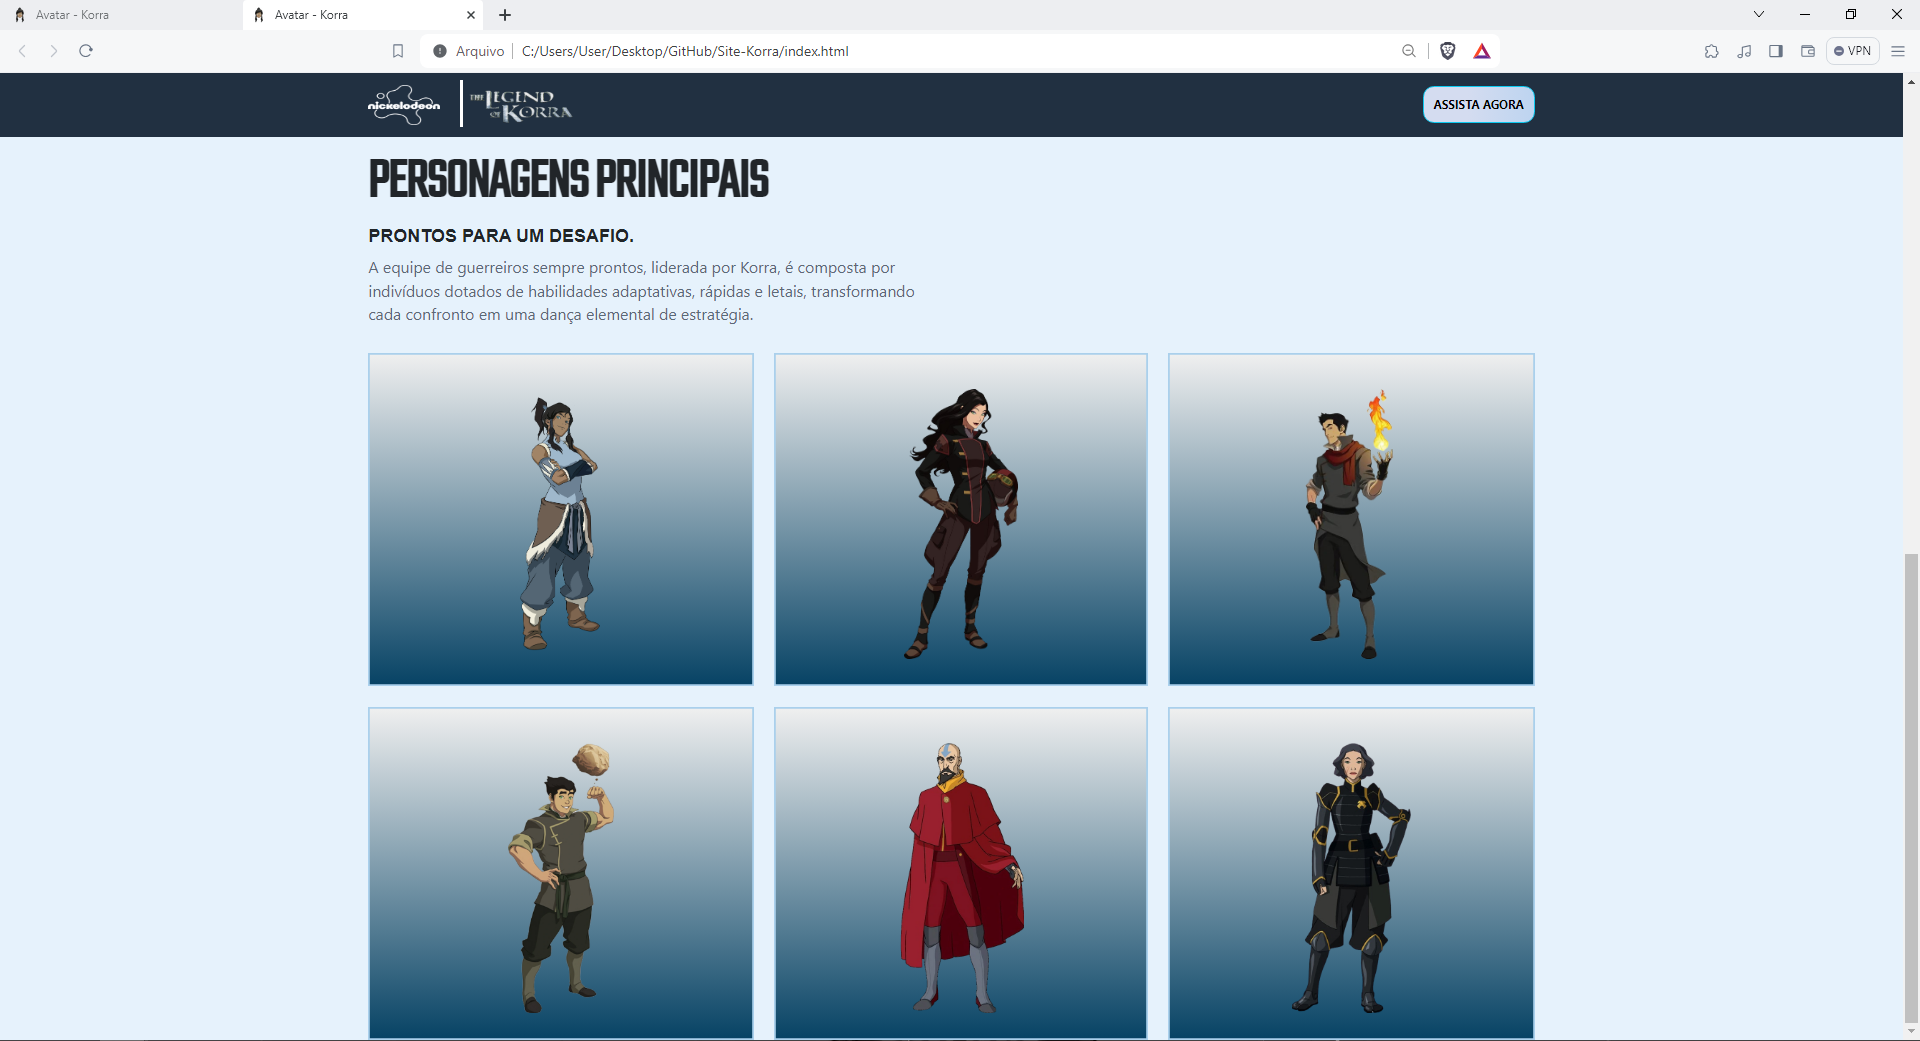 Avatar - Korra
Avatar - Korra
Arquivo
C:/Users/User/Desktop/GitHub/Site-Korra/index.html
VPN
nickelodeon
THE LEGEND
OF KORRA
ASSISTA AGORA
PERSONAGENS PRINCIPAIS
PRONTOS PARA UM DESAFIO.
A equipe de guerreiros sempre prontos, liderada por Korra, é composta por
indivíduos dotados de habilidades adaptativas, rápidas e letais, transformando
cada confronto em uma dança elemental de estratégia.